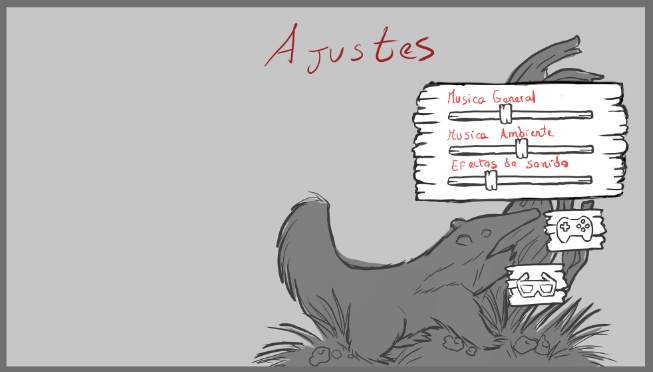 Ajustes
Musica General
Musica Ambiente
Efectos de sonido